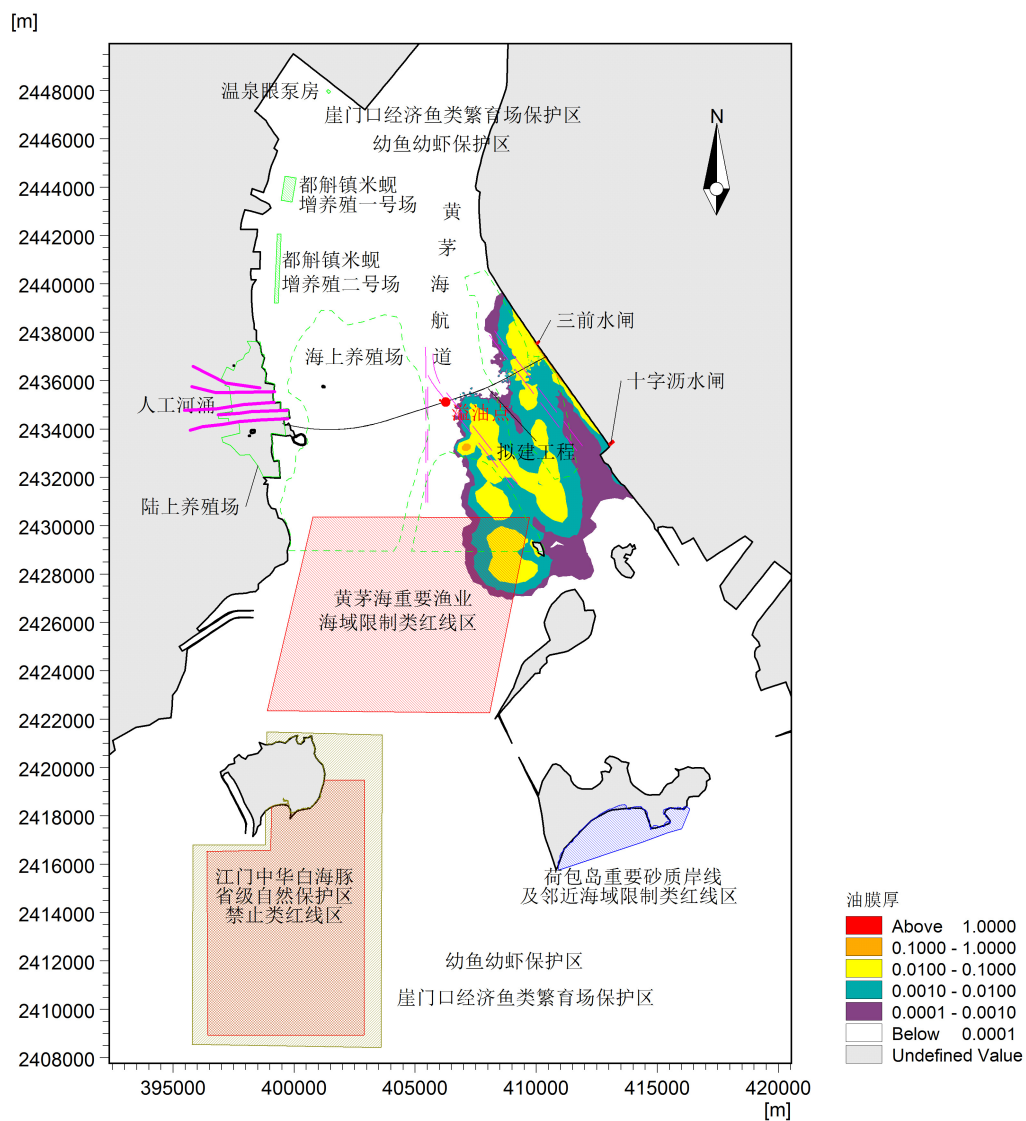 [m]
2448000
2446000
2444000
2442000
2440000
2438000
2436000
2434000
2432000
2430000
2428000
2426000
2424000
2422000
2420000
2418000
2416000
2414000
2412000
2410000
2408000
温泉眼泵房
崖门口经济鱼类繁育场保护区
幼鱼幼虾保护区
N
都斛镇米蚬
增养殖一号场
黄
茅
海
航
道
都斛镇米蚬
增养殖二号场
三前水闸
海上养殖场
十字沥水闸
人工河涌
溢油点
拟建工程
陆上养殖场
黄茅海重要渔业
海域限制类红线区
江门中华白海豚
省级自然保护区
禁止类红线区
荷包岛重要砂质岸线
及邻近海域限制类红线区
幼鱼幼虾保护区
崖门口经济鱼类繁育场保护区
油膜厚
Above 1.0000
0.1000 - 1.0000
0.0100 - 0.1000
0.0010 - 0.0100
0.0001 - 0.0010
Below 0.0001
Undefined Value
395000 400000 405000 410000 415000 420000
[m]